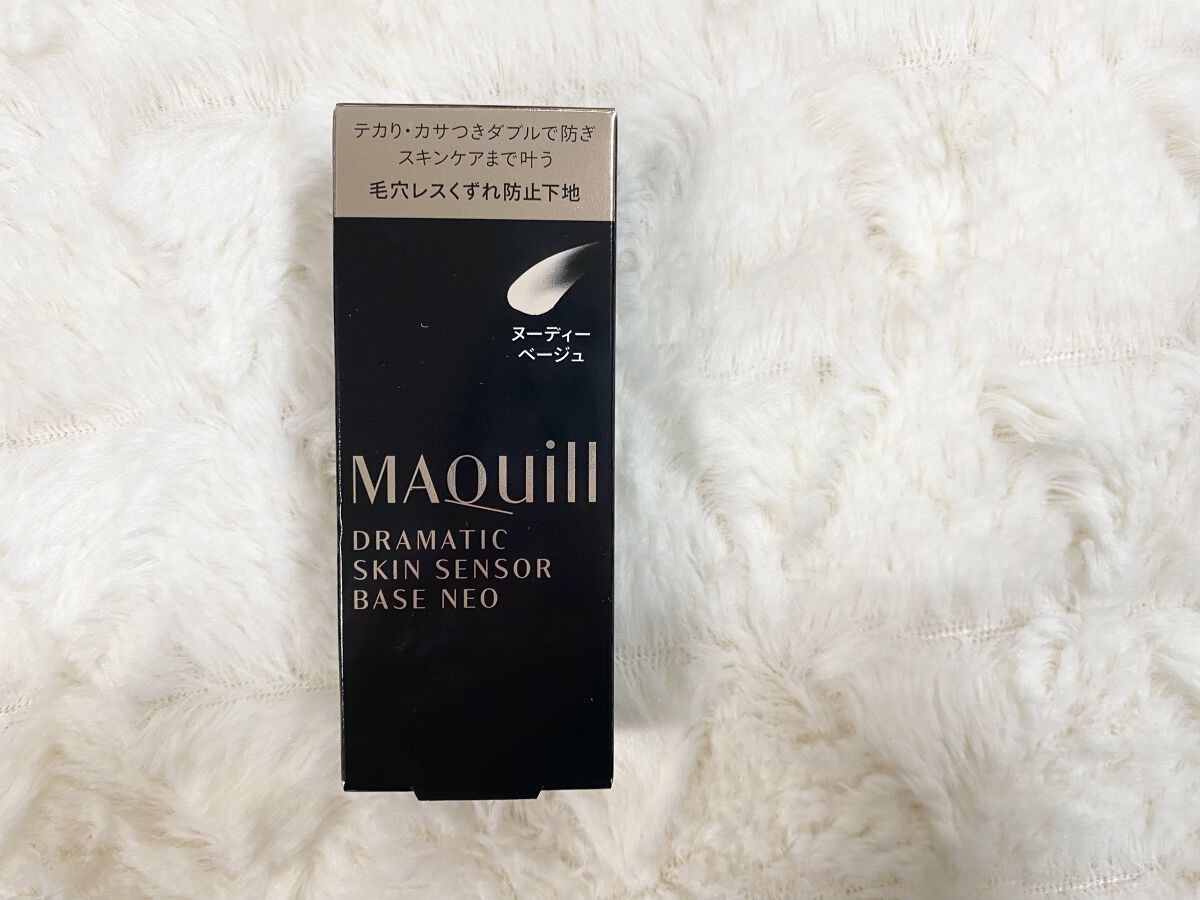 テカり・カサつきダブルで防ぎ
スキンケアまで叶う
毛穴レスくずれ防止下地
ヌーディー
ベージュ
MAQuill
DRAMATIC
SKIN SENSOR
BASE NEO